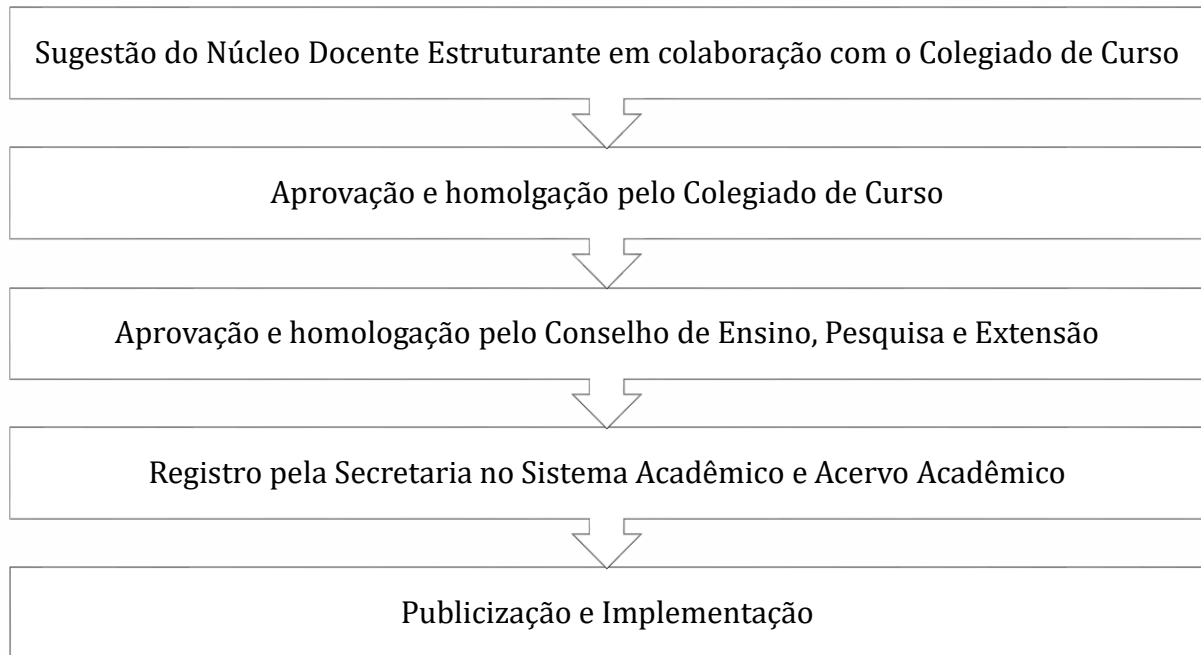 Sugestão do Núcleo Docente Estruturante em colaboração com o Colegiado de Curso
Aprovação e homolgação pelo Colegiado de Curso
Aprovação e homologação pelo Conselho de Ensino, Pesquisa e Extensão
Registro pela Secretaria no Sistema Acadêmico e Acervo Acadêmico
Publicização e Implementação